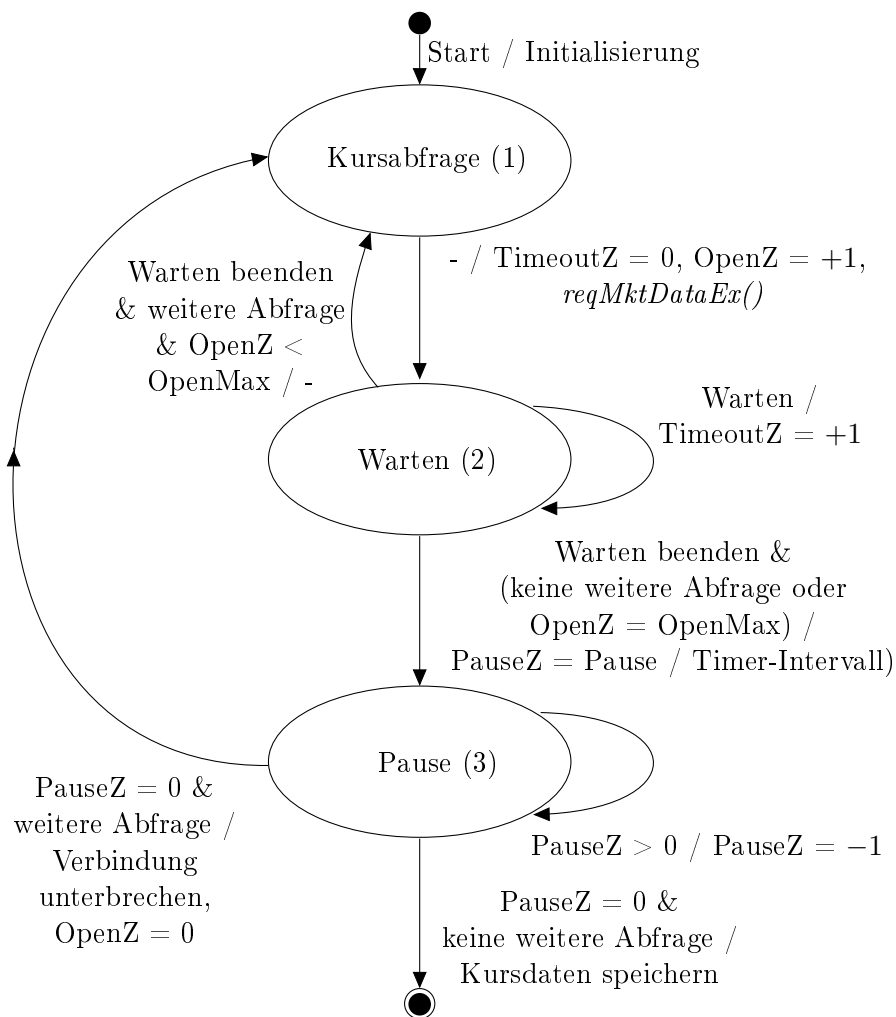 Start / Initialisierung
Kursabfrage (1)
- / TimeoutZ = 0, OpenZ = +1,
reqMktDataEx()
Warten beenden
& weitere Abfrage
& OpenZ <
OpenMax / -
Warten /
TimeoutZ = +1
Warten (2)
Warten beenden &
(keine weitere Abfrage oder
OpenZ = OpenMax) /
PauseZ = Pause / Timer-Intervall)
Pause (3)
PauseZ = 0 &
weitere Abfrage /
Verbindung
unterbrechen,
OpenZ = 0
PauseZ > 0 / PauseZ = −1
PauseZ = 0 &
keine weitere Abfrage /
Kursdaten speichern